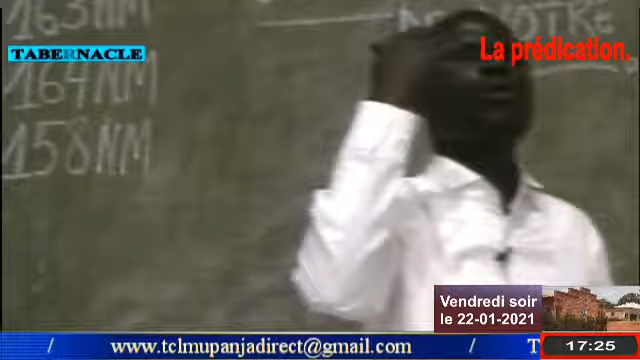 163NM
TABERNACLE
La prédication.
164NM
158NM
Vendredi soir
le 22-01-2021
/ www.tclmupanjadirect@gmail.com / T
17:25